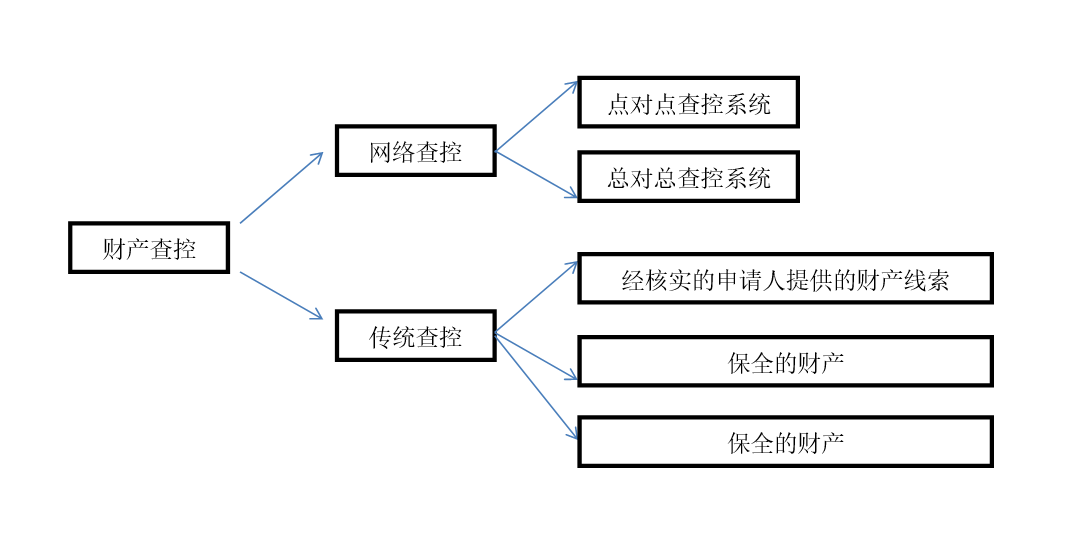 点对点查控系统
网络查控
总对总查控系统
财产查控
经核实的申请人提供的财产线索
传统查控
保全的财产
保全的财产